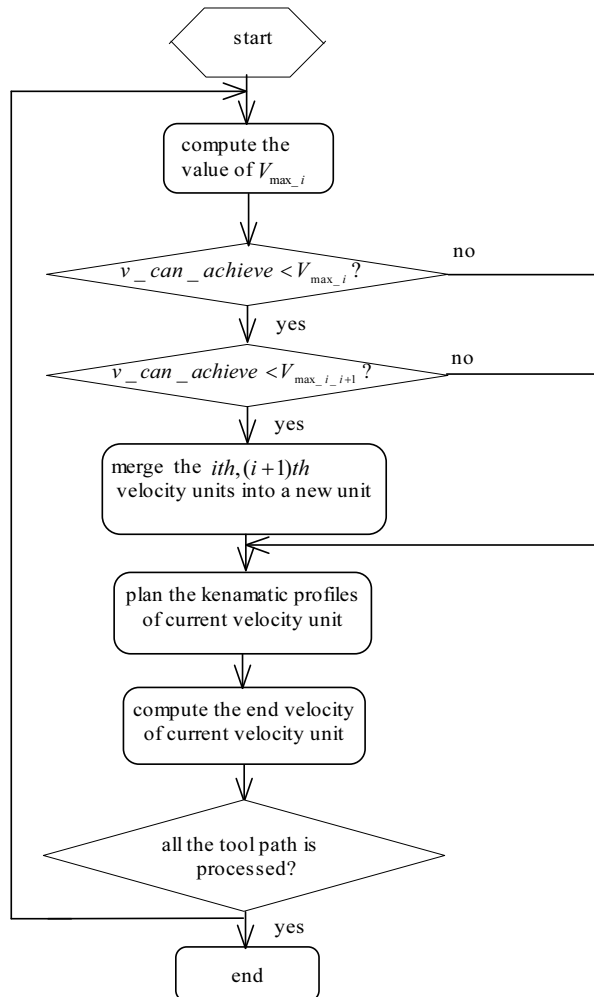 start
compute the
value of V_max_i
no
v_can_achieve < V_max_i ?
yes
no
v_can_achieve < V_max_i_i+1 ?
yes
merge the ith,(i+1)th
velocity units into a new unit
plan the kenamatic profiles
of current velocity unit
compute the end velocity
of current velocity unit
all the tool path is
processed?
yes
end